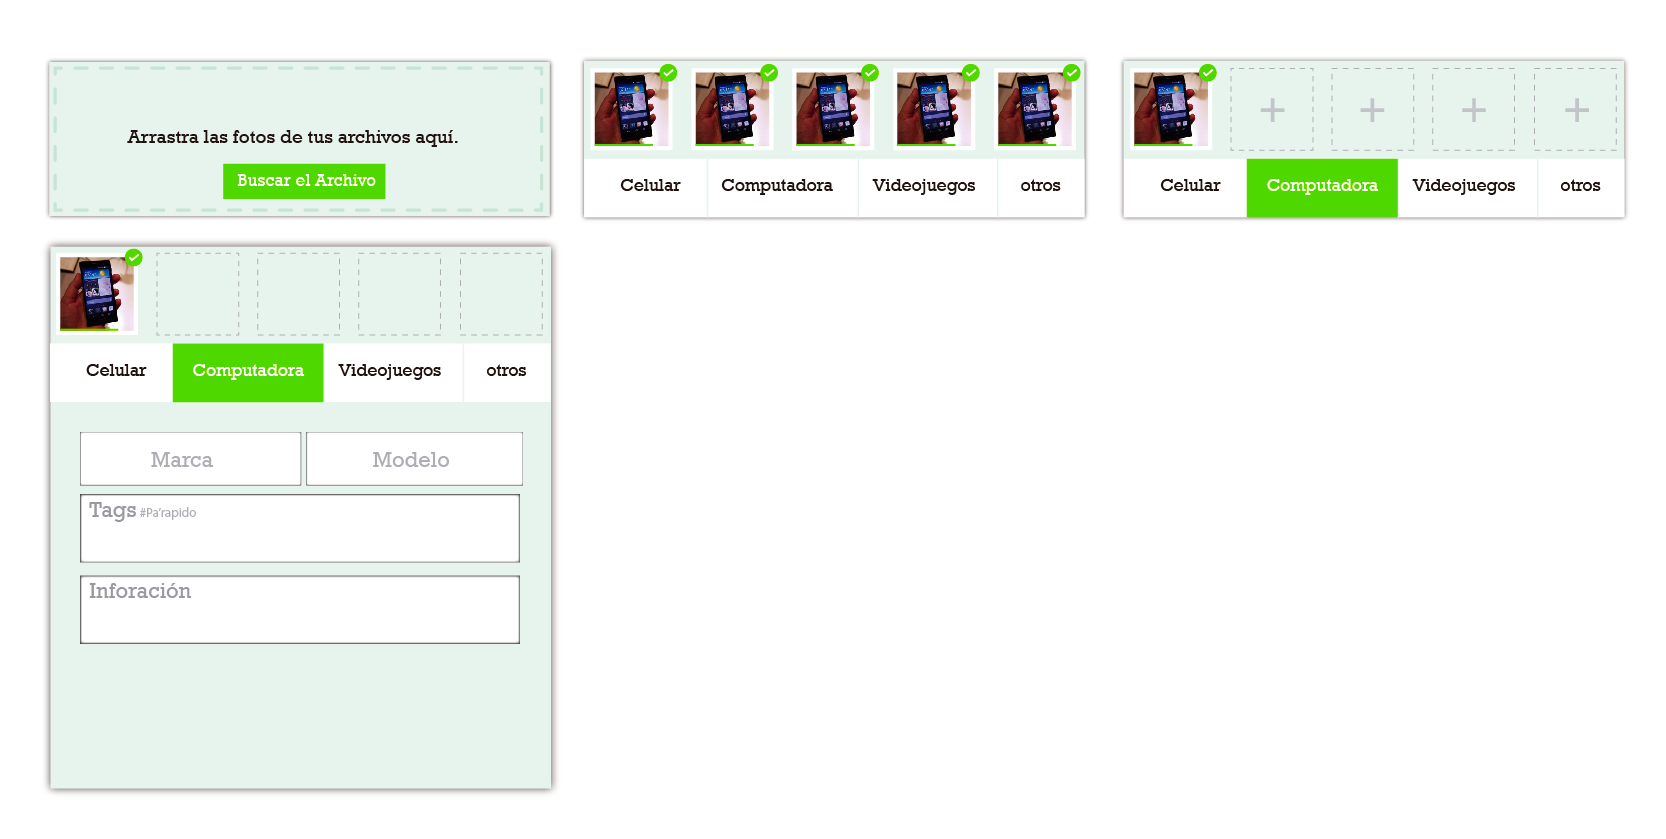 Arrastra las fotos de tus archivos aquí.
Buscar el Archivo
Celular Computadora Videojuegos otros
Celular Computadora Videojuegos otros
Celular Computadora Videojuegos otros
Marca Modelo
Tags #Pa'rapido
Inforación